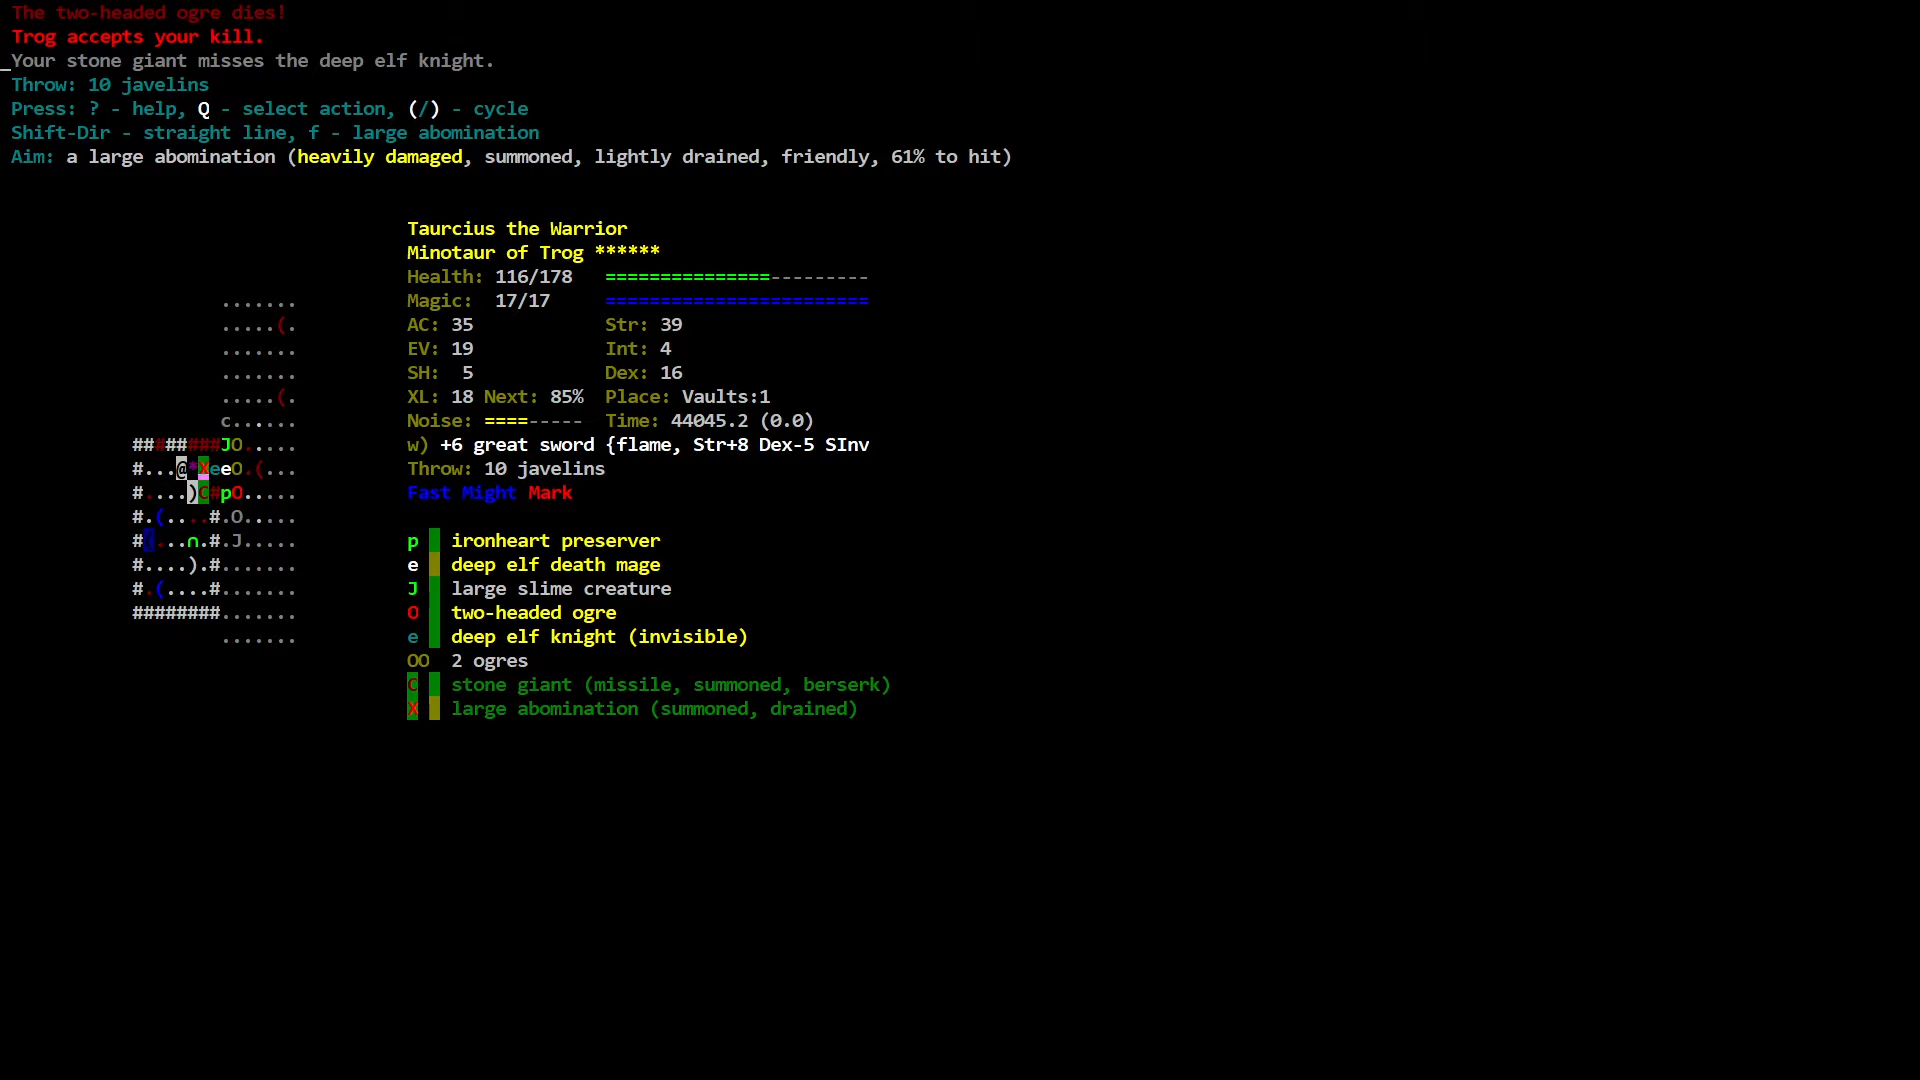 The two-headed ogre dies!
Trog accepts your kill.
_Your stone giant misses the deep elf knight.
Throw: 10 javelins
Press: ? - help, Q - select action, (/) - cycle
Shift-Dir - straight line, f - large abomination
Aim: a large abomination (heavily damaged, summoned, lightly drained, friendly, 61% to hit)
Taurcius the Warrior
Minotaur of Trog ******
Health: 116/178 ===============---------
Magic: 17/17 ========================
.......
AC: 35 Str: 39
.....(.
EV: 19 Int: 4
.......
SH: 5 Dex: 16
.......
XL: 18 Next: 85% Place: Vaults:1
.....(.
Noise: ====----- Time: 44045.2 (0.0)
c......
w) +6 great sword {flame, Str+8 Dex-5 SInv
########JO.....
Throw: 10 javelins
#...@*XeeO.(...
Fast Might Mark
#....)C#pO.....
#.(....#.O.....
p ironheart preserver
#(...n.#.J.....
e deep elf death mage
#....).#.......
J large slime creature
#.(....#.......
O two-headed ogre
########.......
e deep elf knight (invisible)
.......
OO 2 ogres
C stone giant (missile, summoned, berserk)
X large abomination (summoned, drained)